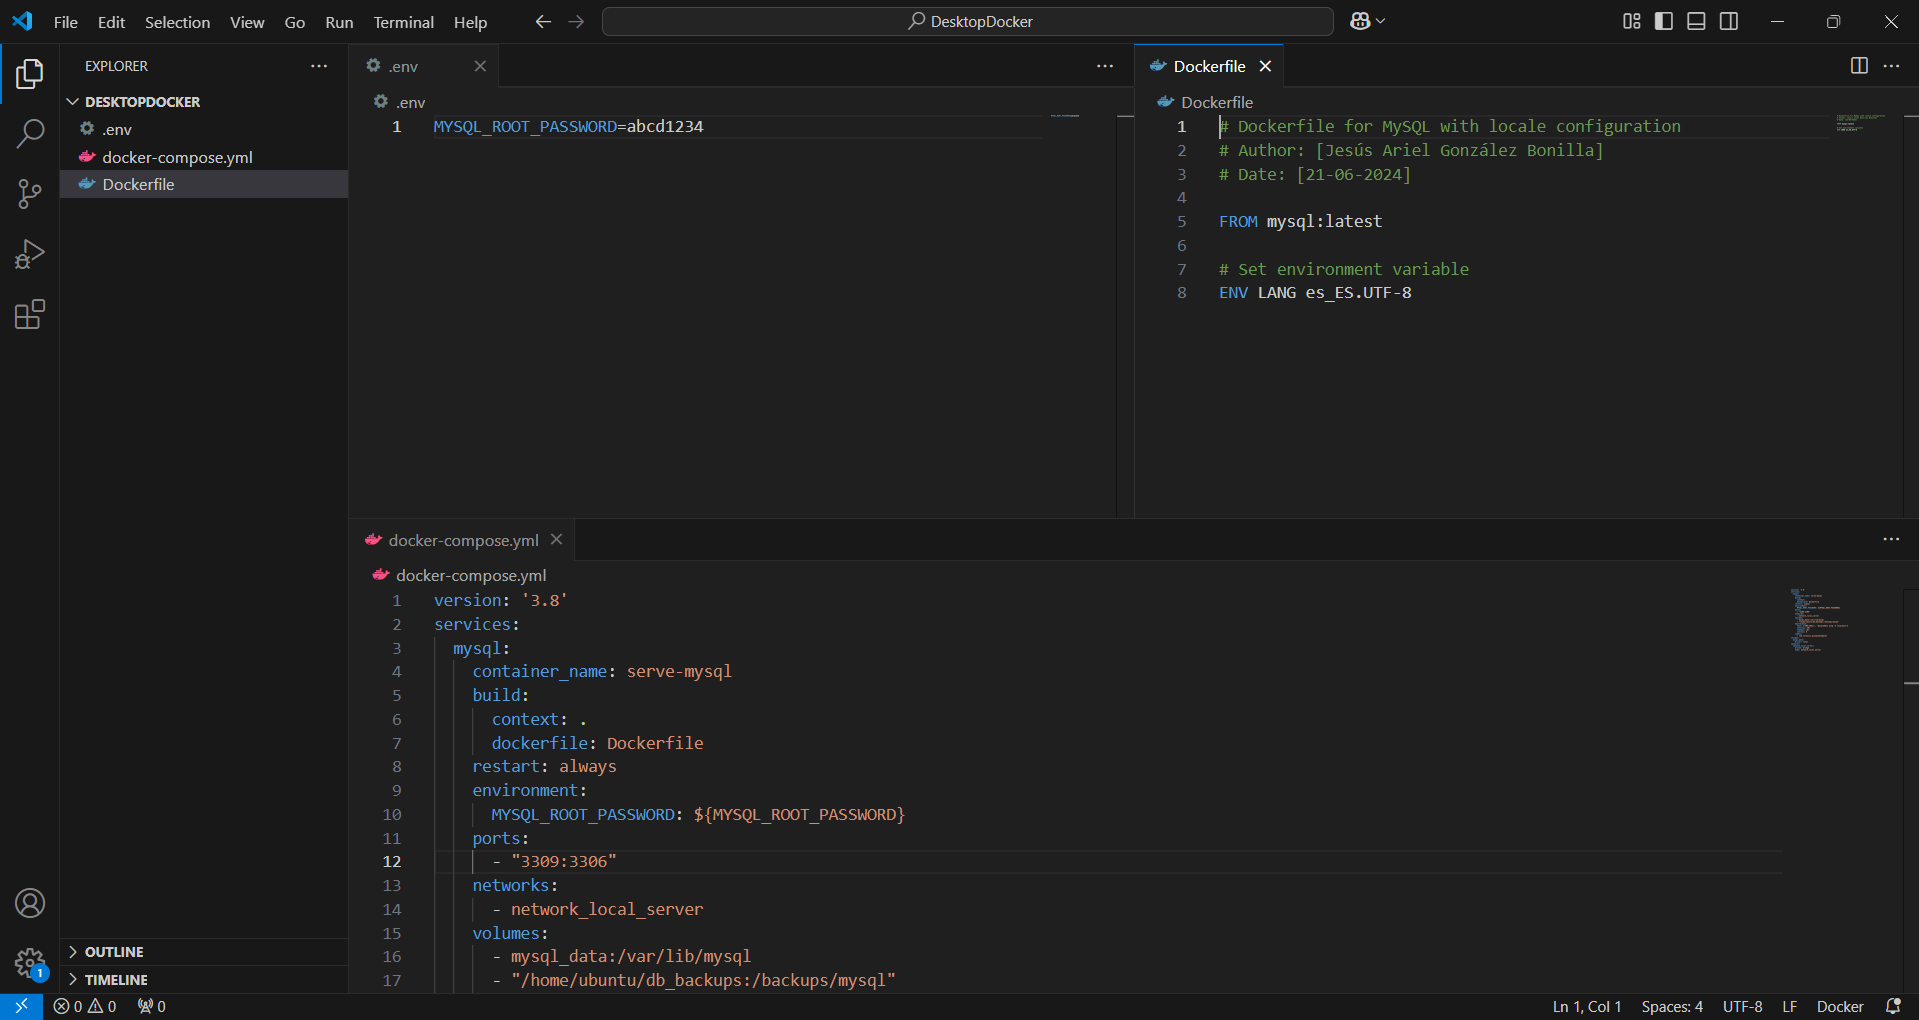 File Edit Selection View Go Run Terminal Help
DesktopDocker
EXPLORER
DESKTOPDOCKER
.env
docker-compose.yml
Dockerfile
OUTLINE
TIMELINE
.env
.env
1 MYSQL_ROOT_PASSWORD=abcd1234
Dockerfile
Dockerfile
1 # Dockerfile for MySQL with locale configuration
2 # Author: [Jesús Ariel González Bonilla]
3 # Date: [21-06-2024]
4
5 FROM mysql:latest
6
7 # Set environment variable
8 ENV LANG es_ES.UTF-8
docker-compose.yml
docker-compose.yml
1 version: '3.8'
2 services:
3 mysql:
4 container_name: serve-mysql
5 build:
6 context: .
7 dockerfile: Dockerfile
8 restart: always
9 environment:
10 MYSQL_ROOT_PASSWORD: ${MYSQL_ROOT_PASSWORD}
11 ports:
12 - "3309:3306"
13 networks:
14 - network_local_server
15 volumes:
16 - mysql_data:/var/lib/mysql
17 - "/home/ubuntu/db_backups:/backups/mysql"
1
0 0 0
Ln 1, Col 1 Spaces: 4 UTF-8 LF Docker